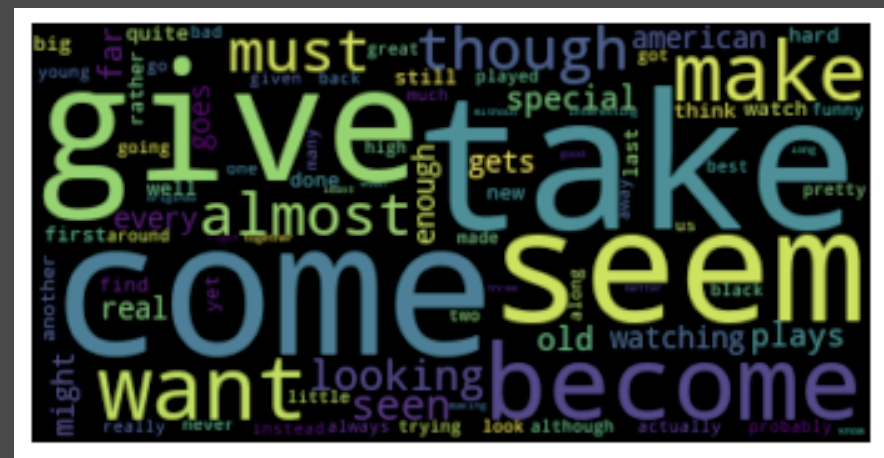 big quite bad must great though american hard
young far go rather given back still played got make
give goes much special think watch funny
going many high enough gets take last best
well ome done new away pretty
every almost made us
first around
come seem
another find real yet two along black
old watching plays
might want looking become
little seen
really never instead always trying look although actually probably